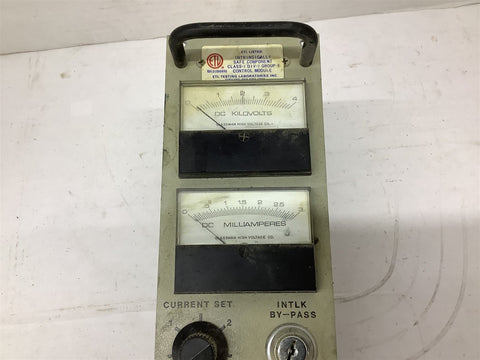 ETL LISTED
INTRINSICALLY
SAFE COMPONENT
CLASS-I DIV-I GROUP-D
CONTROL MODULE
ETL TESTING LABORATORIES INC.
ETL
0 1 2 3 4
DC KILOVOLTS
GLASSMAN HIGH VOLTAGE CO.
0 .5 1 1.5 2 2.5 3
DC MILLIAMPERES
GLASSMAN HIGH VOLTAGE CO.
CURRENT SET
INTLK
BY-PASS
1 2